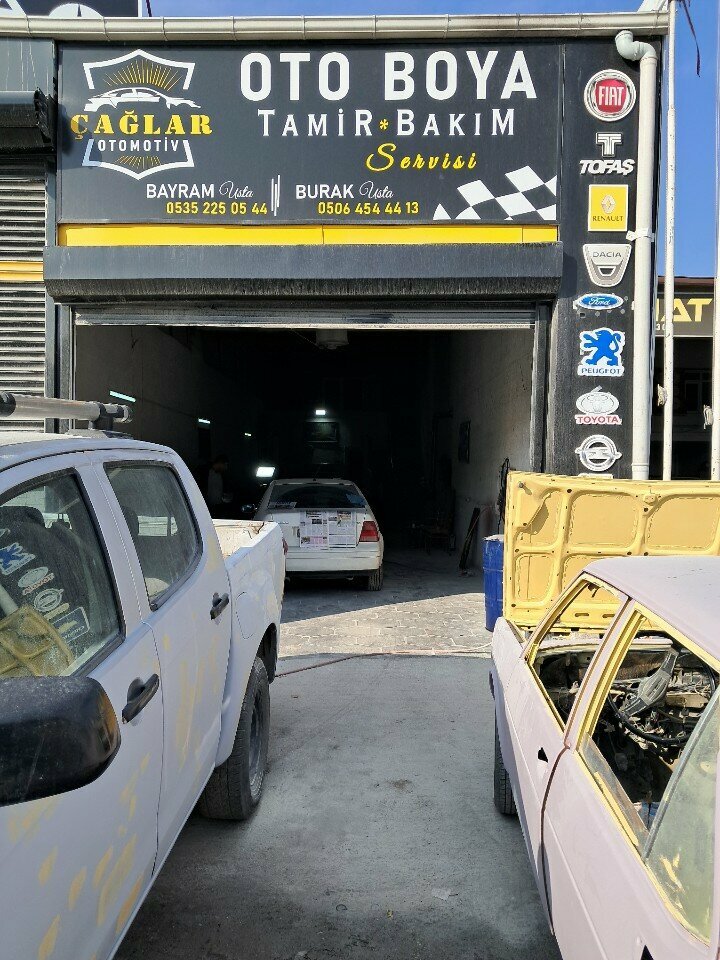 ÇAĞLAR
OTOMOTİV
OTO BOYA
TAMİR*BAKIM
Servisi
BAYRAM Usta
0535 225 05 44
BURAK Usta
0506 454 44 13
FIAT
TOFAŞ
RENAULT
DACIA
Ford
PEUGEOT
TOYOTA